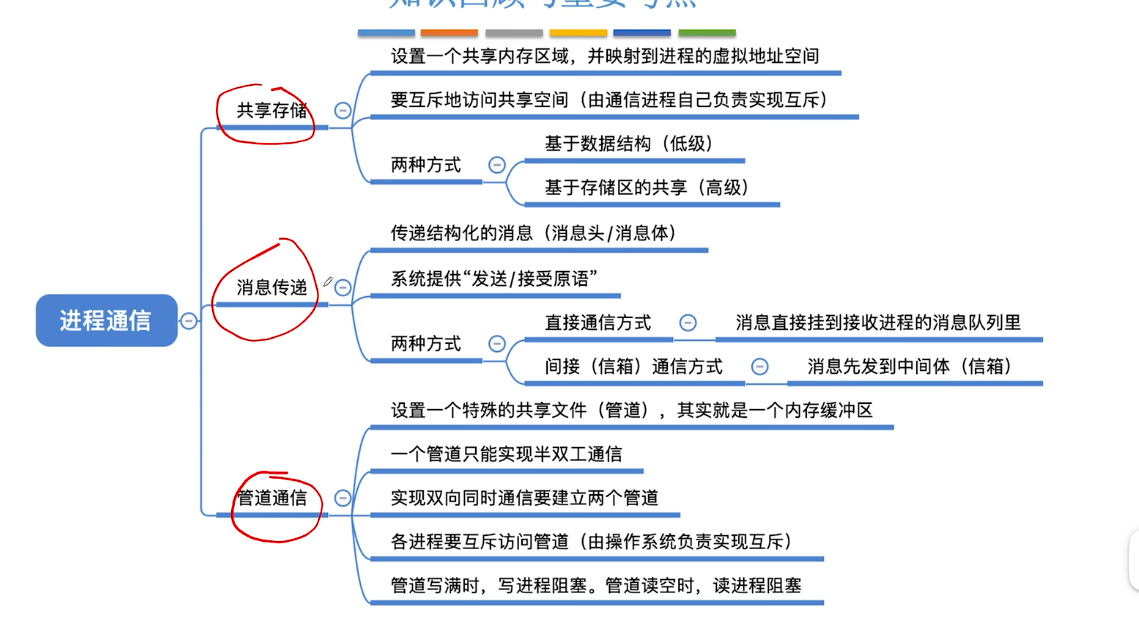 知识回顾与重要考点
设置一个共享内存区域，并映射到进程的虚拟地址空间
共享存储
要互斥地访问共享空间（由通信进程自己负责实现互斥）
两种方式
基于数据结构（低级）
基于存储区的共享（高级）
传递结构化的消息（消息头/消息体）
消息传递
系统提供“发送/接受原语”
两种方式
直接通信方式
消息直接挂到接收进程的消息队列里
间接（信箱）通信方式
消息先发到中间体（信箱）
进程通信
设置一个特殊的共享文件（管道），其实就是一个内存缓冲区
一个管道只能实现半双工通信
管道通信
实现双向同时通信要建立两个管道
各进程要互斥访问管道（由操作系统负责实现互斥）
管道写满时，写进程阻塞。管道读空时，读进程阻塞